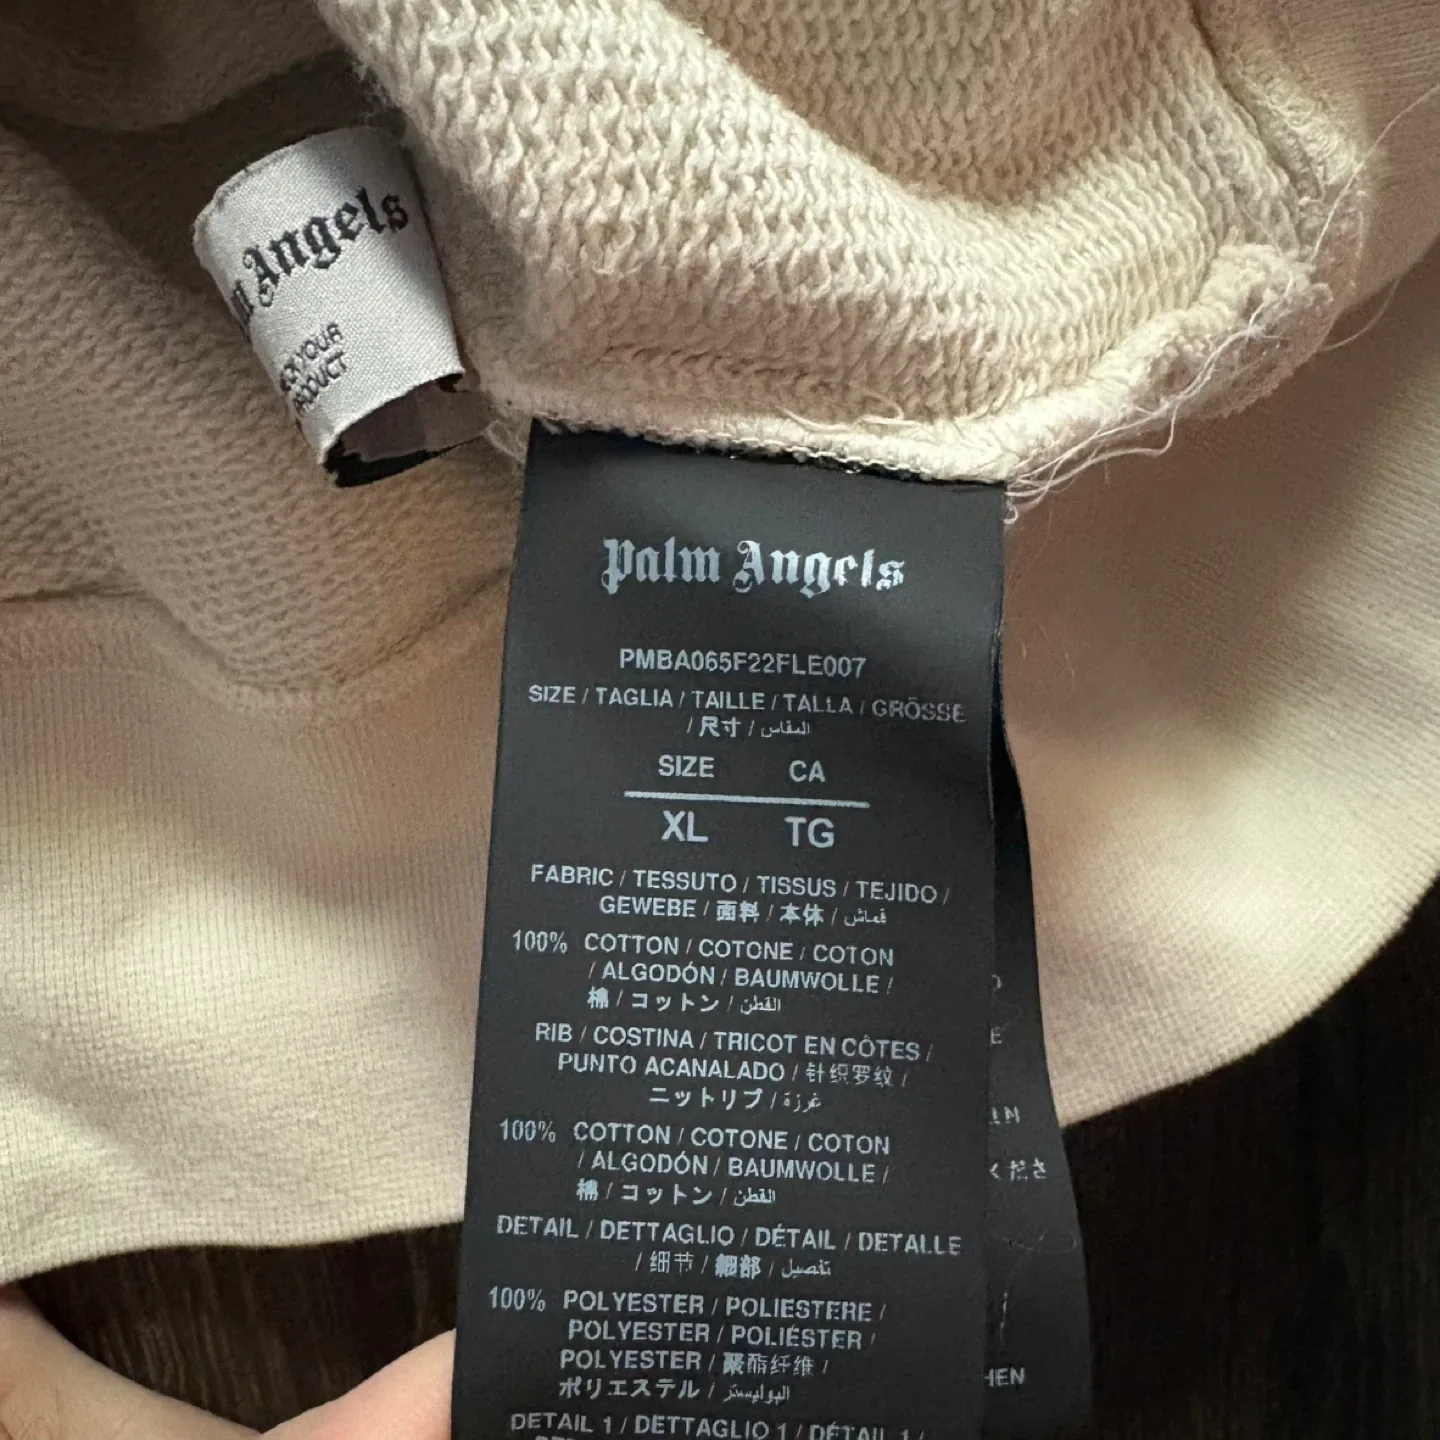 Angels
YOUR
Palm Angels
PMBA065F22FLE007
SIZE / TAGLIA / TAILLE / TALLA / GRÖSSE
/ 尺寸 / المقاس
SIZE CA
XL TG
FABRIC / TESSUTO / TISSUS / TEJIDO /
GEWEBE / 面料 / 本体 / قماش
100% COTTON / COTONE / COTON
/ ALGODÓN / BAUMWOLLE /
棉 / コットン / القطن
RIB / COSTINA / TRICOT EN CÔTES /
PUNTO ACANALADO / 针织罗纹 /
ニットリブ / غرزة
100% COTTON / COTONE / COTON
/ ALGODÓN / BAUMWOLLE /
棉 / コットン / القطن
DETAIL / DETTAGLIO / DÉTAIL / DETALLE
/ 细节 / 細部 / تفصيل
100% POLYESTER / POLIESTERE /
POLYESTER / POLIÉSTER /
POLYESTER / 聚酯纤维 /
ポリエステル / البوليستر
DETAIL 1 / DETTAGLIO 1 / DÉTAIL 1 /